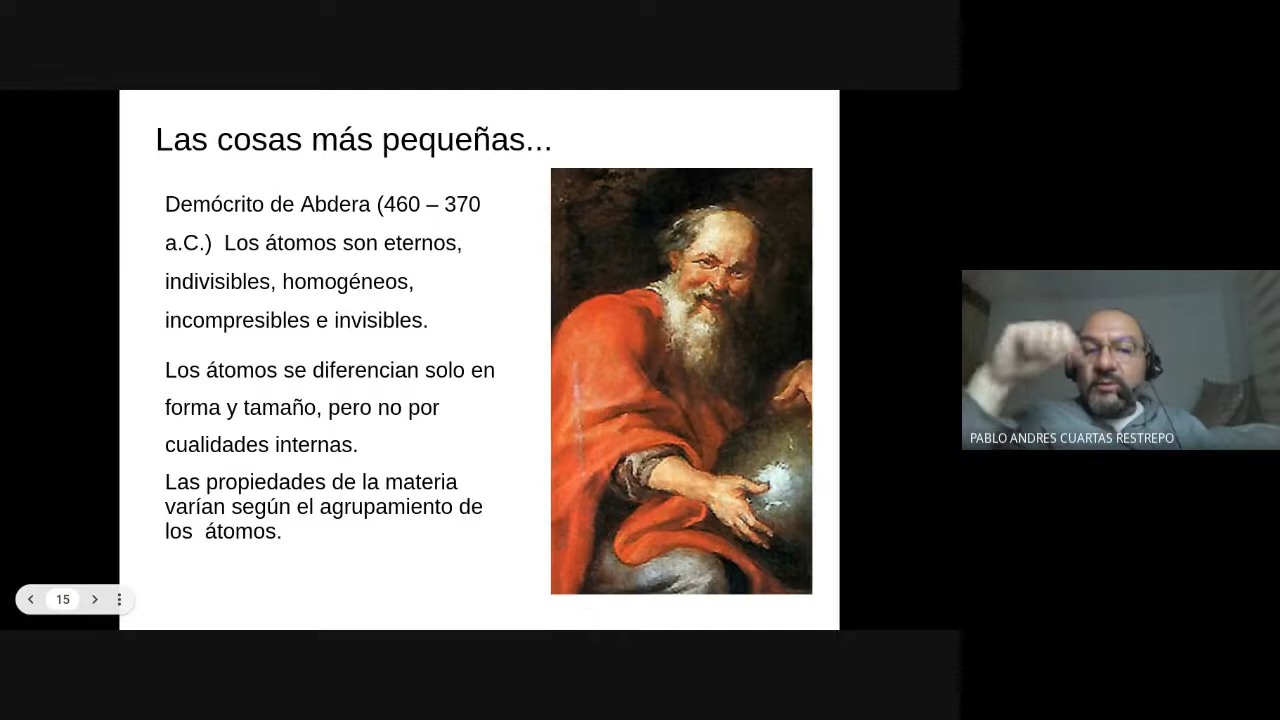 Las cosas más pequeñas...
Demócrito de Abdera (460 – 370
a.C.)  Los átomos son eternos,
indivisibles, homogéneos,
incompresibles e invisibles.
Los átomos se diferencian solo en
forma y tamaño, pero no por
cualidades internas.
Las propiedades de la materia
varían según el agrupamiento de
los  átomos.
PABLO ANDRES CUARTAS RESTREPO
15